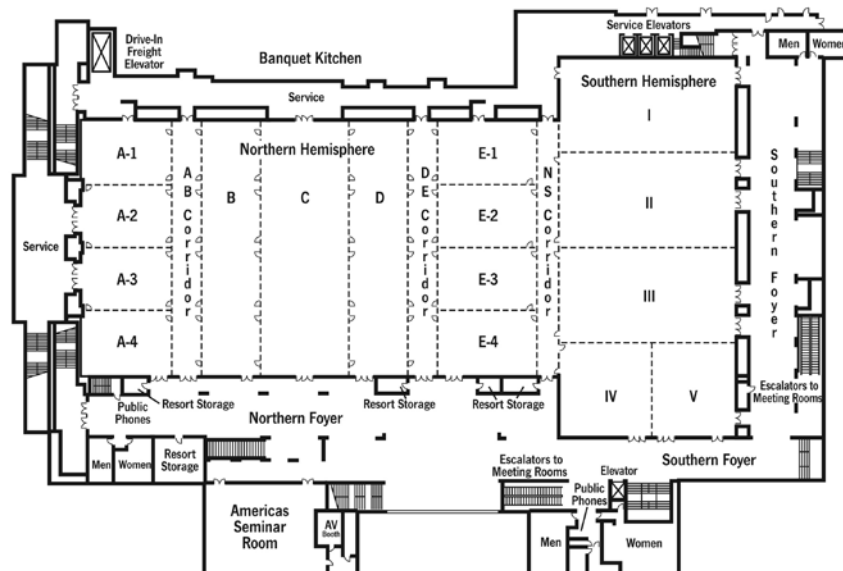 Service Elevators
Drive-In
Freight
Elevator
Banquet Kitchen
Men
Women
Service
Southern Hemisphere
I
Northern Hemisphere
A-1
A-2
A-3
A-4
AB Corridor
B
C
D
DE Corridor
E-1
E-2
E-3
E-4
NS Corridor
II
III
IV
V
Southern Foyer
Service
Public
Phones
Resort Storage
Resort Storage
Resort Storage
Northern Foyer
Escalators to
Meeting Rooms
Men
Women
Resort
Storage
Escalators to
Meeting Rooms
Elevator
Southern Foyer
Public
Phones
Americas
Seminar
Room
AV
Booth
Men
Women